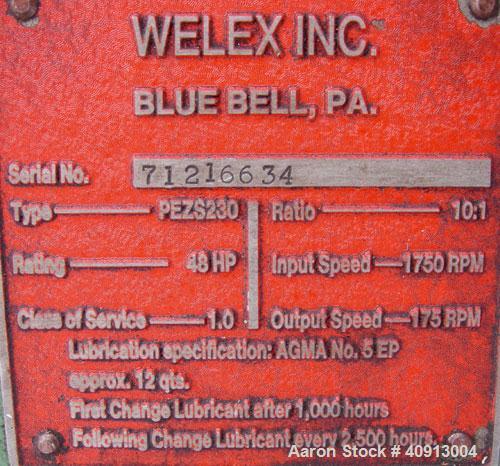 WELEX INC.
BLUE BELL, PA.
Serial No. 71216634
Type PEZS230 Ratio 10:1
Rating 48 HP Input Speed 1750 RPM
Class of Service 1.0 Output Speed 175 RPM
Lubrication specification: AGMA No. 5 EP
approx. 12 qts.
First Change Lubricant after 1,000 hours
Following Change Lubricant every 2,500 hours.
Aaron Stock # 40913004